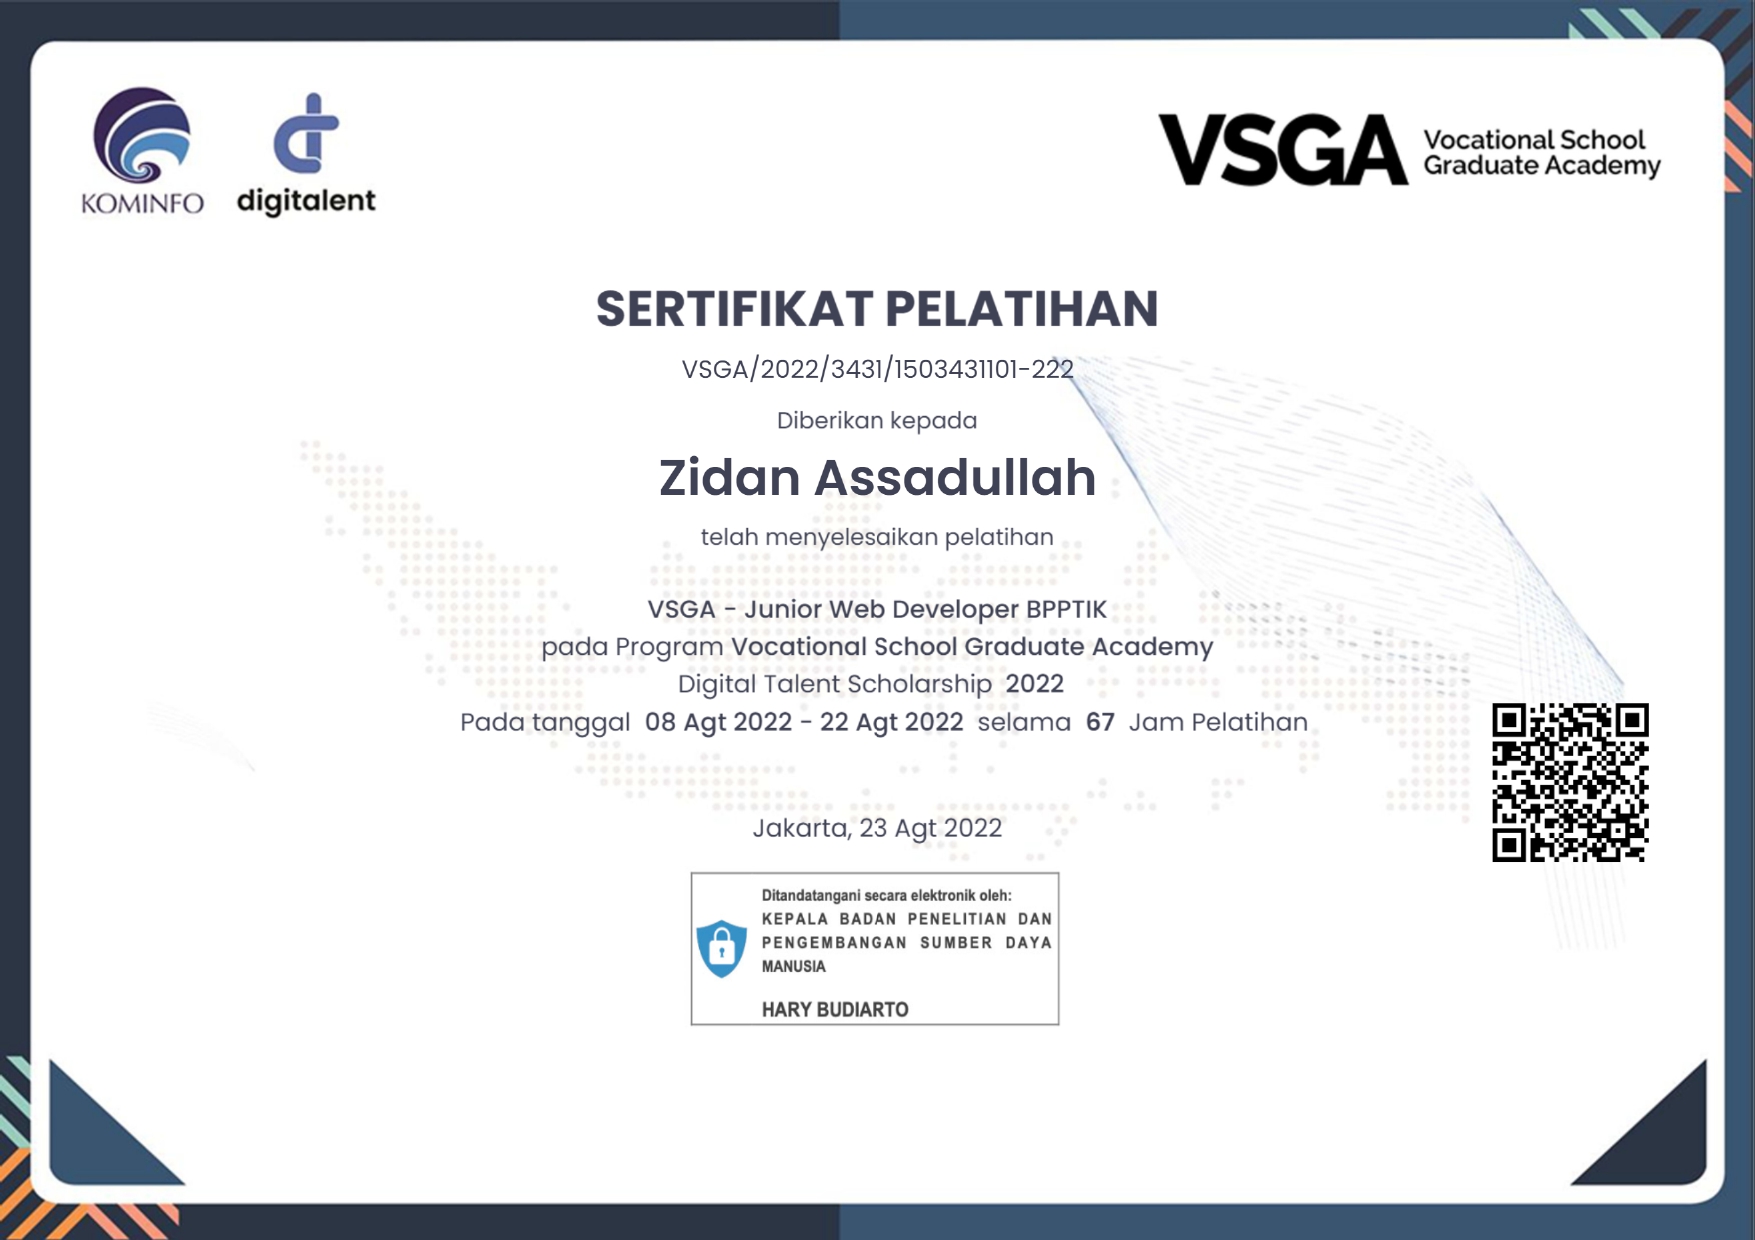 KOMINFO
digitalent
VSGA Vocational School
Graduate Academy
SERTIFIKAT PELATIHAN
VSGA/2022/3431/1503431101-222
Diberikan kepada
Zidan Assadullah
telah menyelesaikan pelatihan
VSGA - Junior Web Developer BPPTIK
pada Program Vocational School Graduate Academy
Digital Talent Scholarship 2022
Pada tanggal 08 Agt 2022 - 22 Agt 2022 selama 67 Jam Pelatihan
Jakarta, 23 Agt 2022
Ditandatangani secara elektronik oleh:
KEPALA BADAN PENELITIAN DAN
PENGEMBANGAN SUMBER DAYA
MANUSIA
HARY BUDIARTO